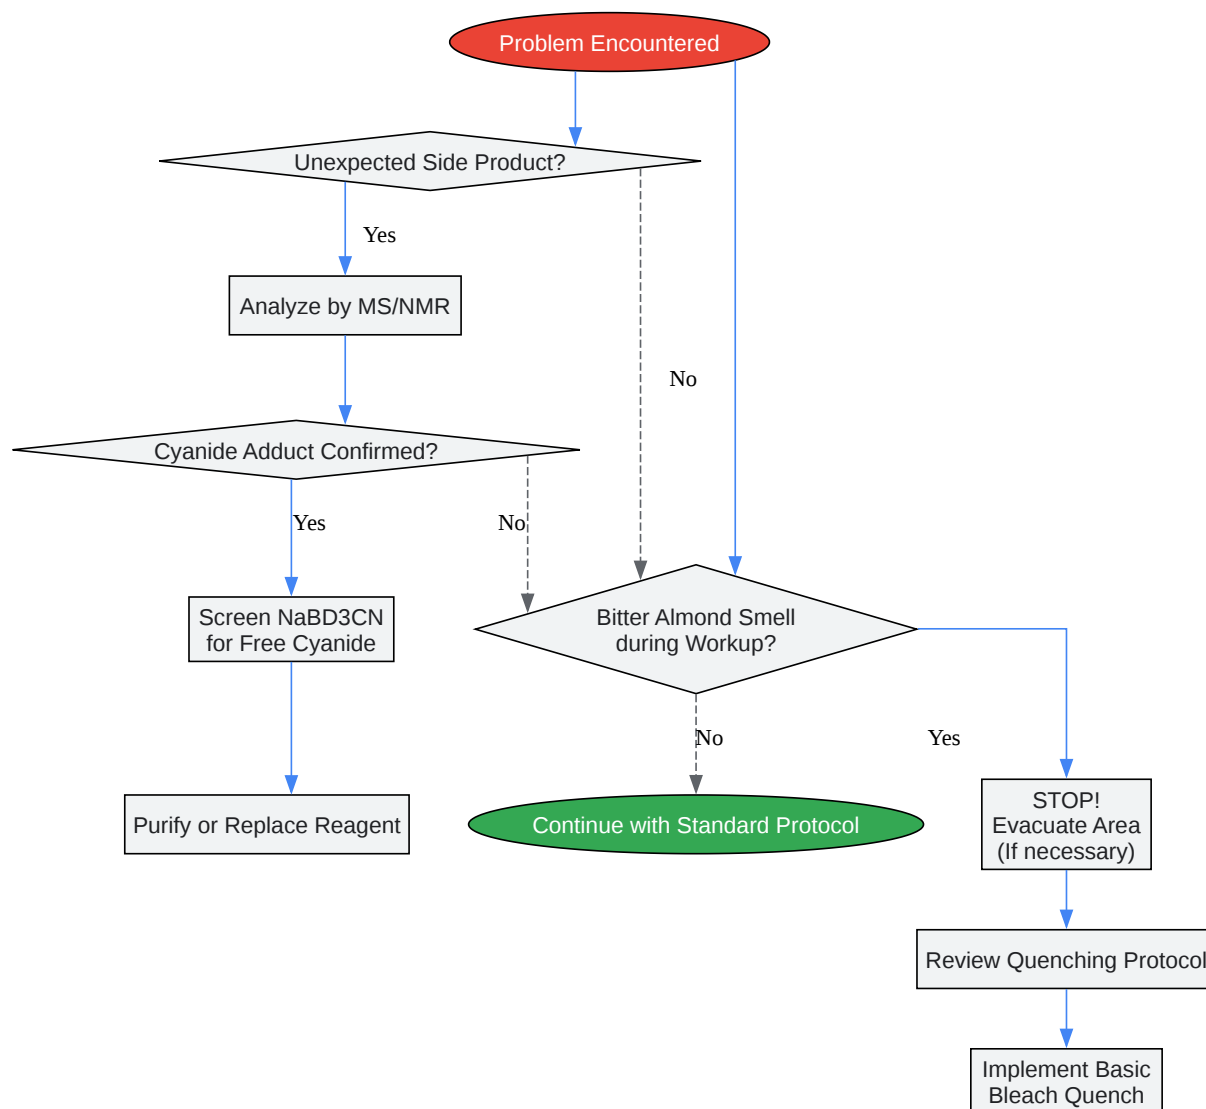 Problem Encountered
Unexpected Side Product?
Yes
Analyze by MS/NMR
No
Cyanide Adduct Confirmed?
Yes
No
Screen NaBD3CN
for Free Cyanide
Bitter Almond Smell
during Workup?
No
Yes
Purify or Replace Reagent
Continue with Standard Protocol
STOP!
Evacuate Area
(If necessary)
Review Quenching Protocol
Implement Basic
Bleach Quench